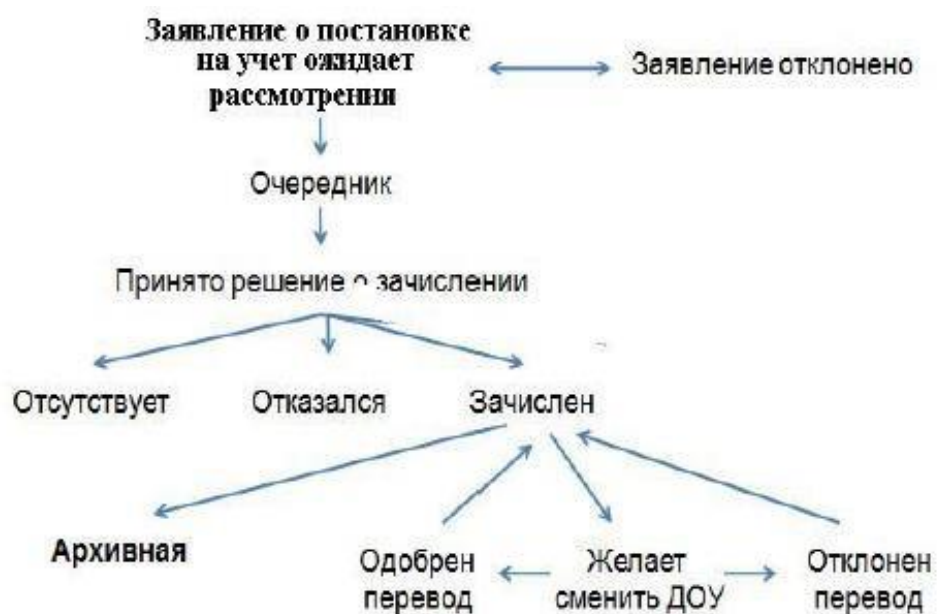 Заявление о постановке
на учет ожидает
рассмотрения
Заявление отклонено
Очередник
Принято решение о зачислении
Отсутствует
Отказался
Зачислен
Архивная
Одобрен
перевод
Желает
сменить ДОУ
Отклонен
перевод